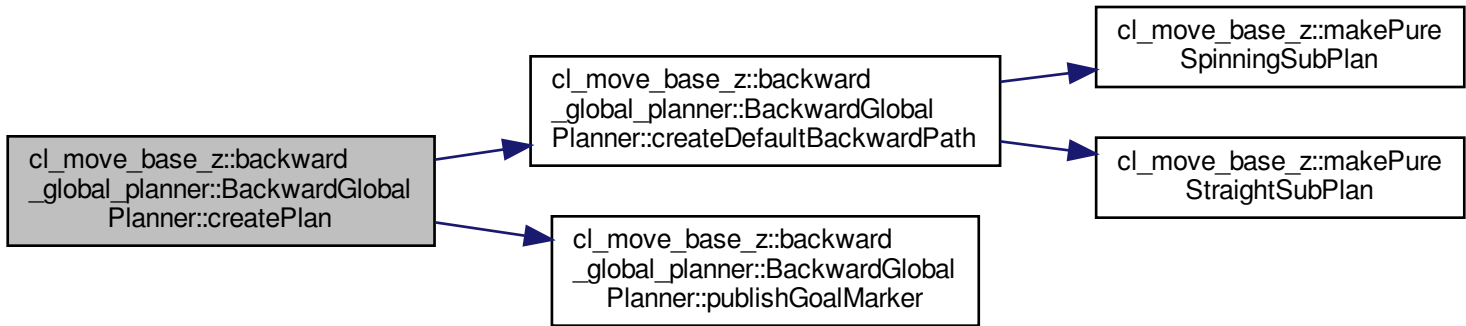 cl_move_base_z::backward
_global_planner::BackwardGlobal
Planner::createPlan
cl_move_base_z::backward
_global_planner::BackwardGlobal
Planner::createDefaultBackwardPath
cl_move_base_z::makePure
SpinningSubPlan
cl_move_base_z::makePure
StraightSubPlan
cl_move_base_z::backward
_global_planner::BackwardGlobal
Planner::publishGoalMarker